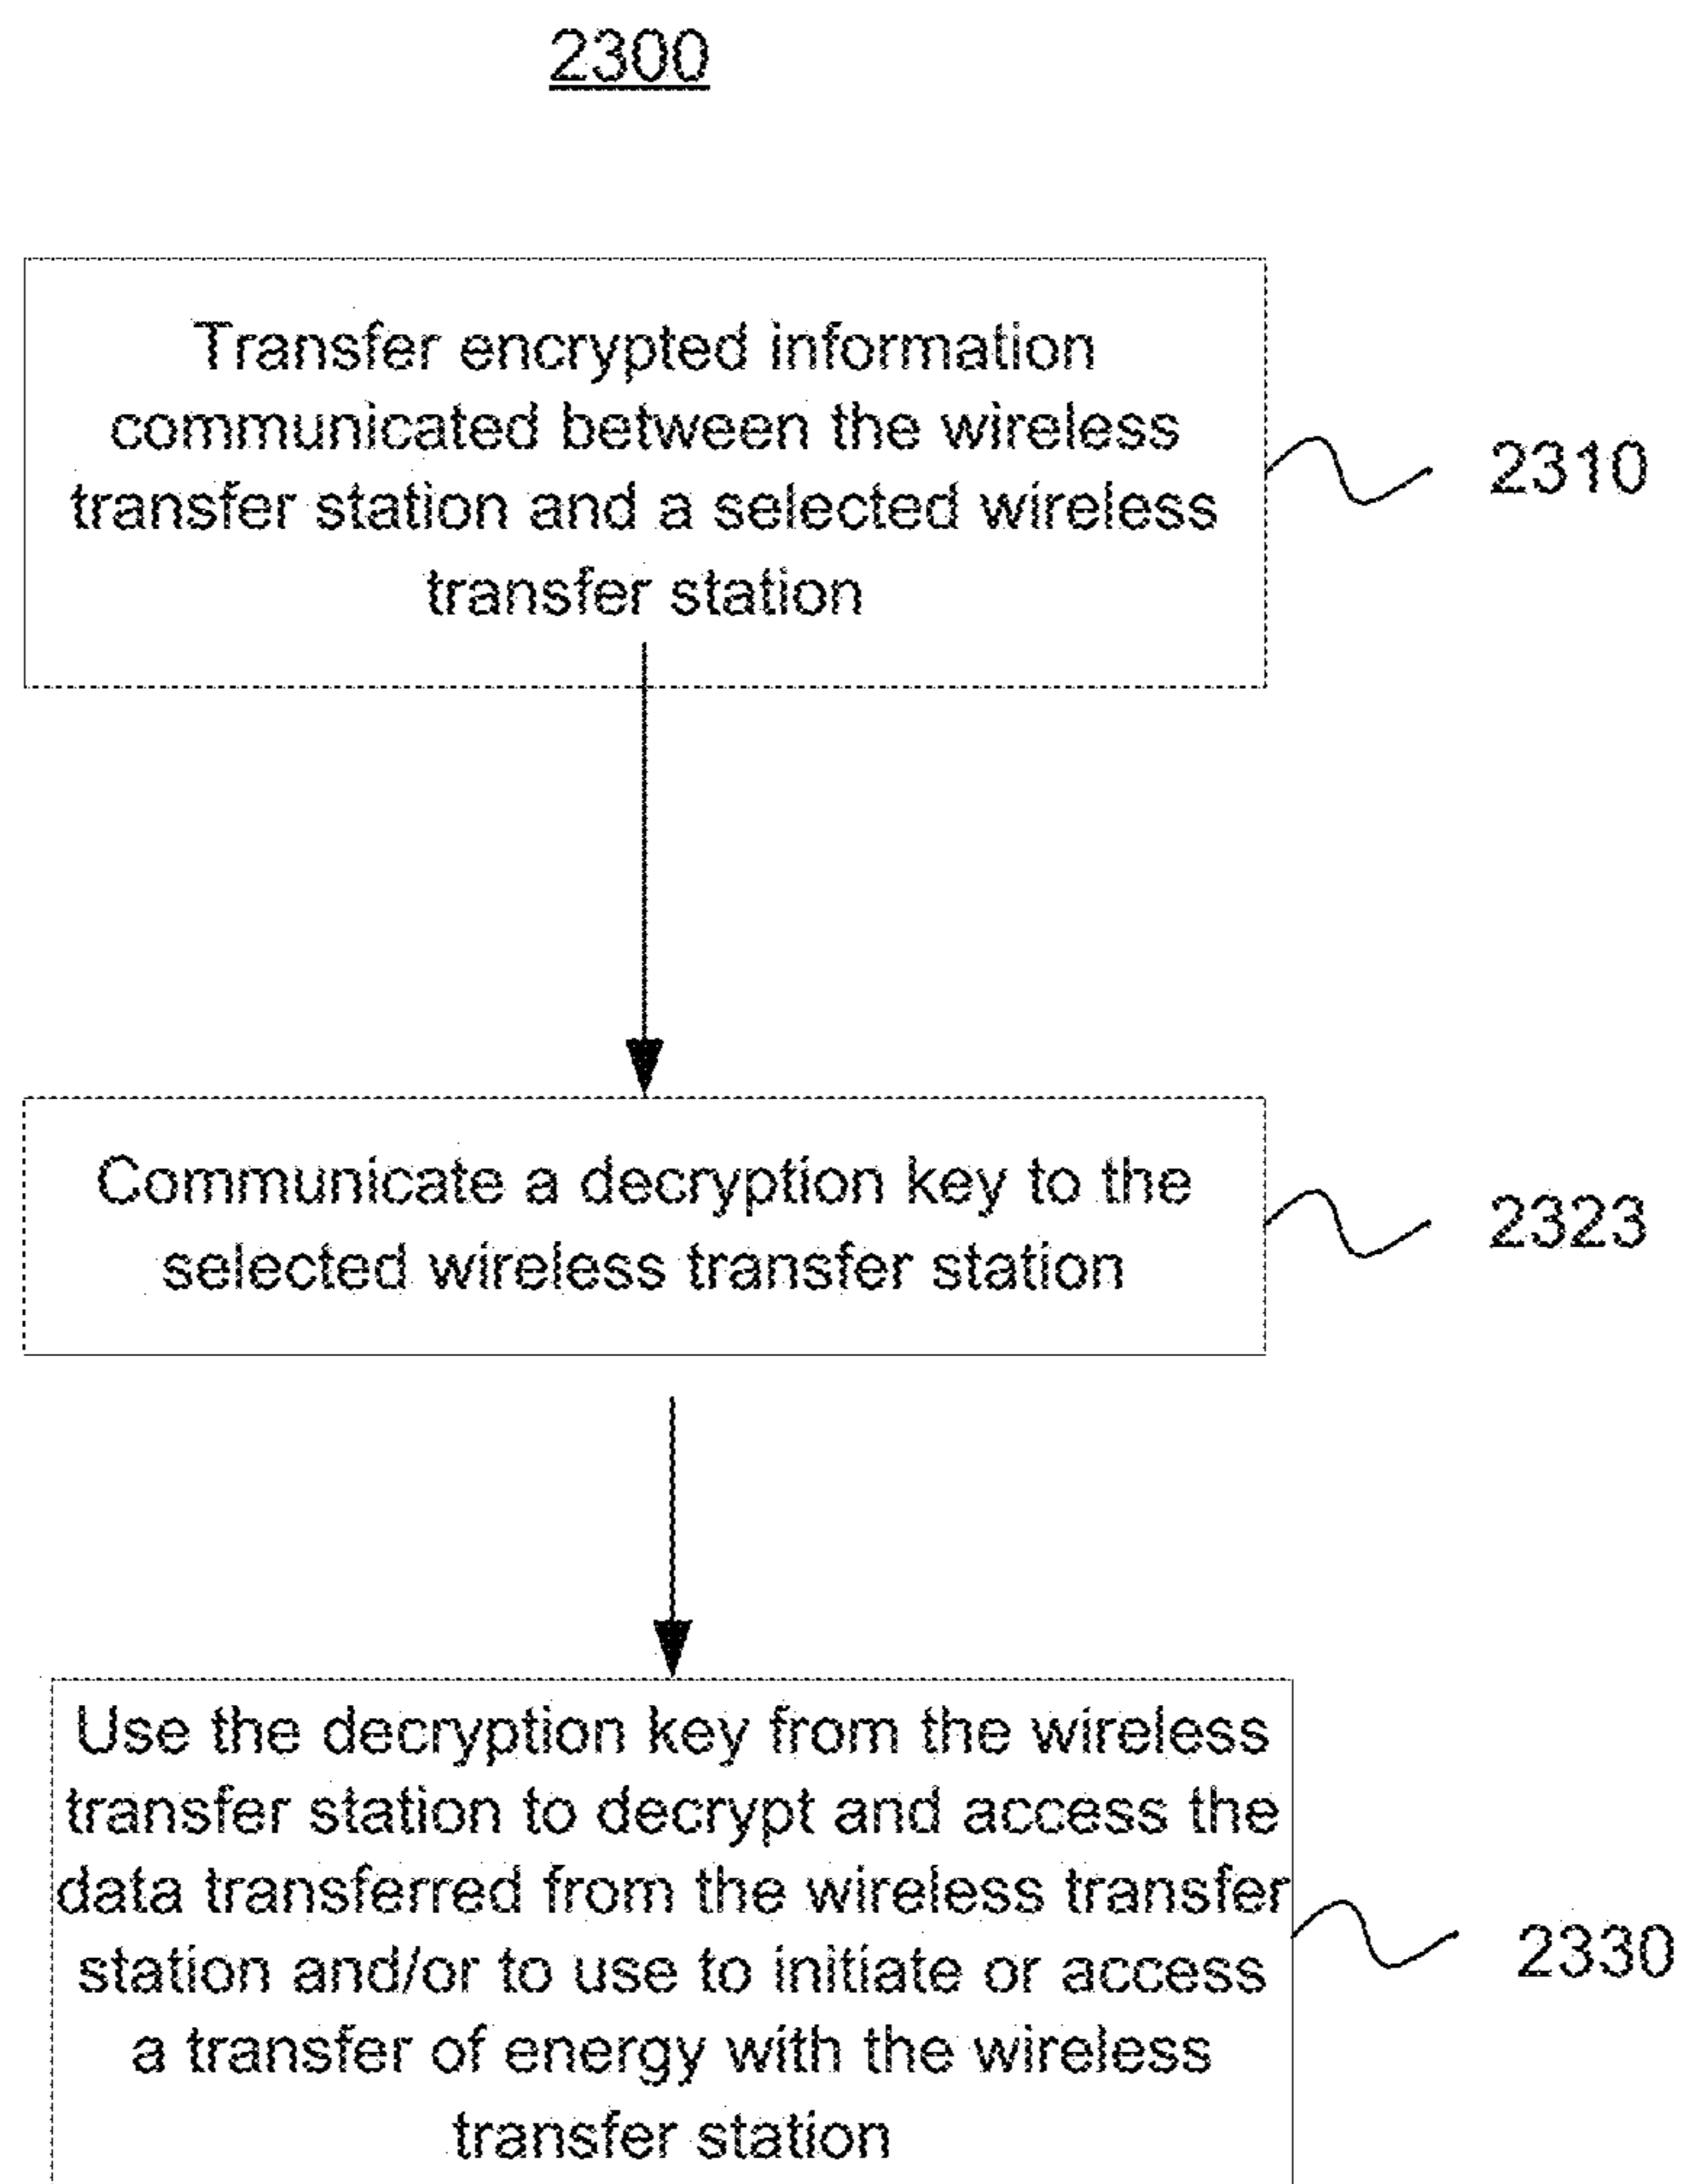 2300
Transfer encrypted information
communicated between the wireless
transfer station and a selected wireless
transfer station
2310
Communicate a decryption key to the
selected wireless transfer station
2323
Use the decryption key from the wireless
transfer station to decrypt and access the
data transferred from the wireless transfer
station and/or to use to initiate or access
a transfer of energy with the wireless
transfer station
2330